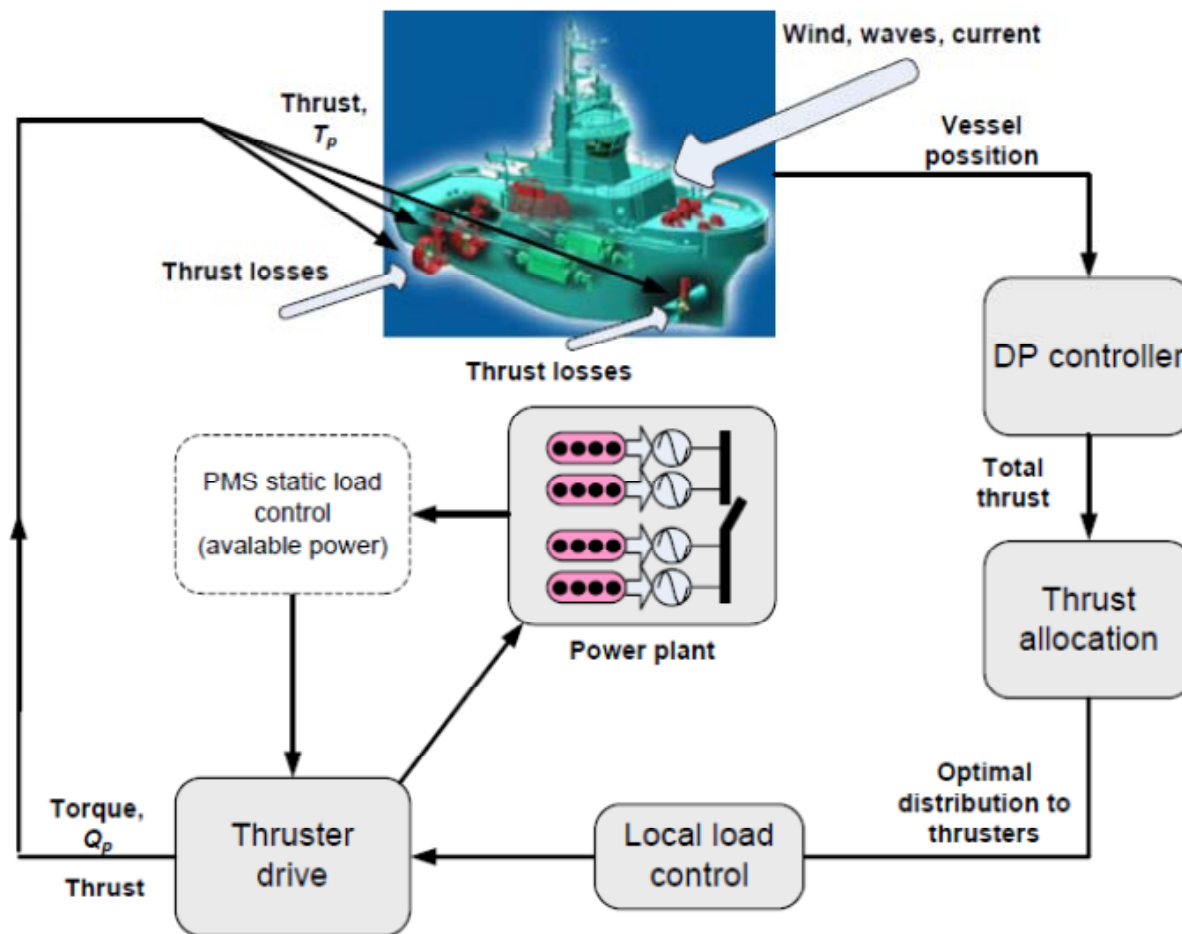 Wind, waves, current
Thrust,
Tp
Vessel
possition
Thrust losses
Thrust losses
DP controller
PMS static load
control
(avalable power)
Total
thrust
Power plant
Thrust
allocation
Optimal
distribution to
thrusters
Torque,
Qp
Thrust
Thruster
drive
Local load
control